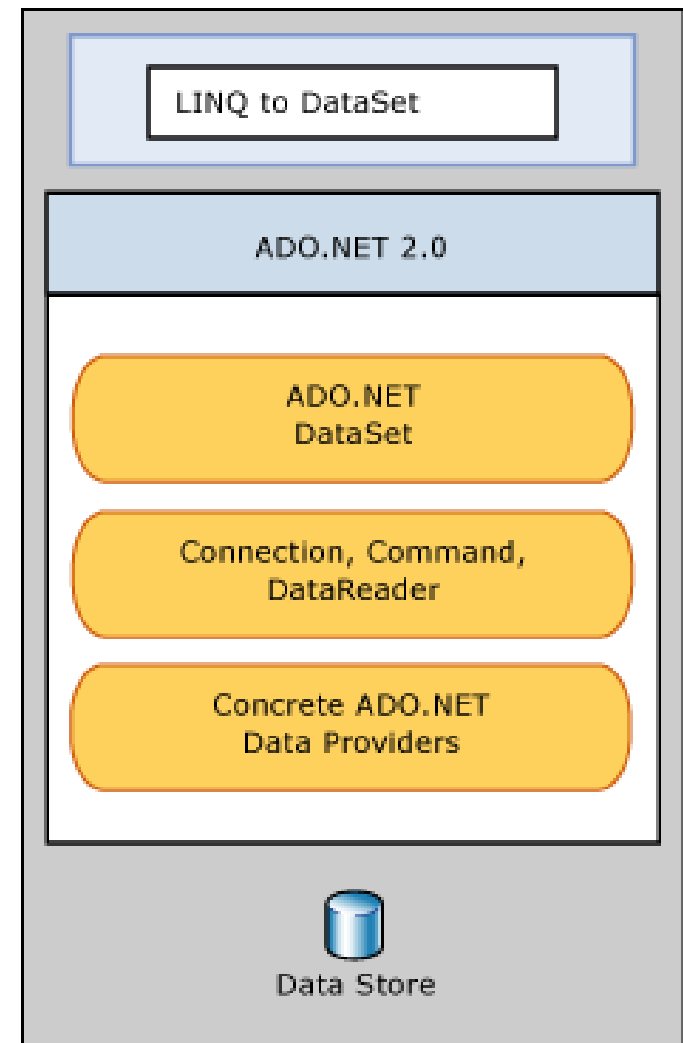 LINQ to DataSet
ADO.NET 2.0
ADO.NET
DataSet
Connection, Command,
DataReader
Concrete ADO.NET
Data Providers
Data Store